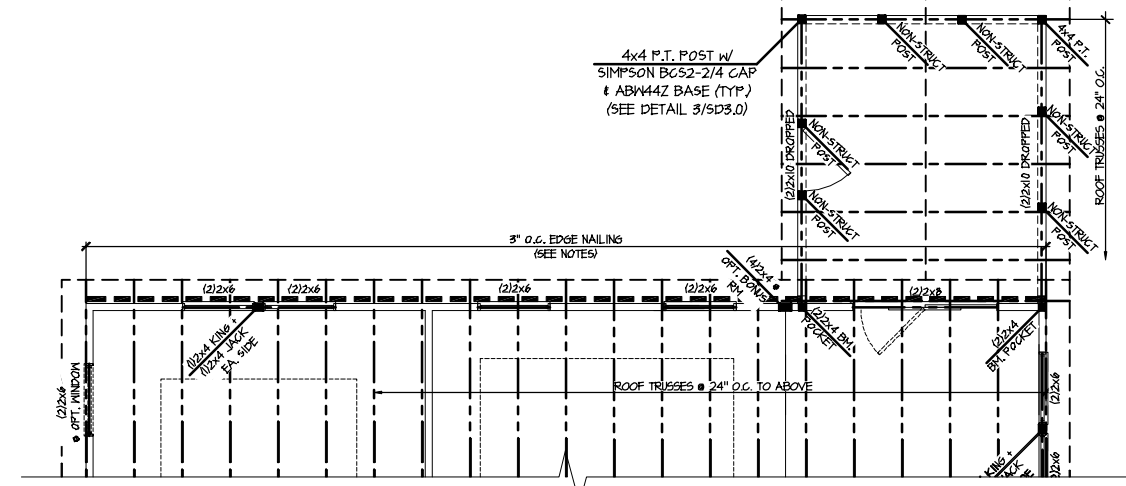 4x4 P.T. POST W/
SIMPSON BCS2-2/4 CAP
& ABW44Z BASE (TYP.)
(SEE DETAIL 3/SD3.0)
NON-STRUCT
POST
NON-STRUCT
POST
4x4 P.T.
POST
(2)2x10 DROPPED
NON-STRUCT
POST
NON-STRUCT
POST
(2)2x10 DROPPED
NON-STRUCT
POST
NON-STRUCT
POST
ROOF TRUSSES @ 24" O.C.
3" O.C. EDGE NAILING
(SEE NOTES)
(2)2x6
(2)2x6
(2)2x6
(2)2x6
(4)2x4 @
OPT. BONUS
RM.
(2)2x8
(1)2x4 KING +
(1)2x4 JACK
EA. SIDE
(2)2x4 BM.
POCKET
(2)2x4
BM. POCKET
(2)2x6
@ OPT. WINDOW
ROOF TRUSSES @ 24" O.C. TO ABOVE
(2)2x6
KING +
JACK
(2)2x6